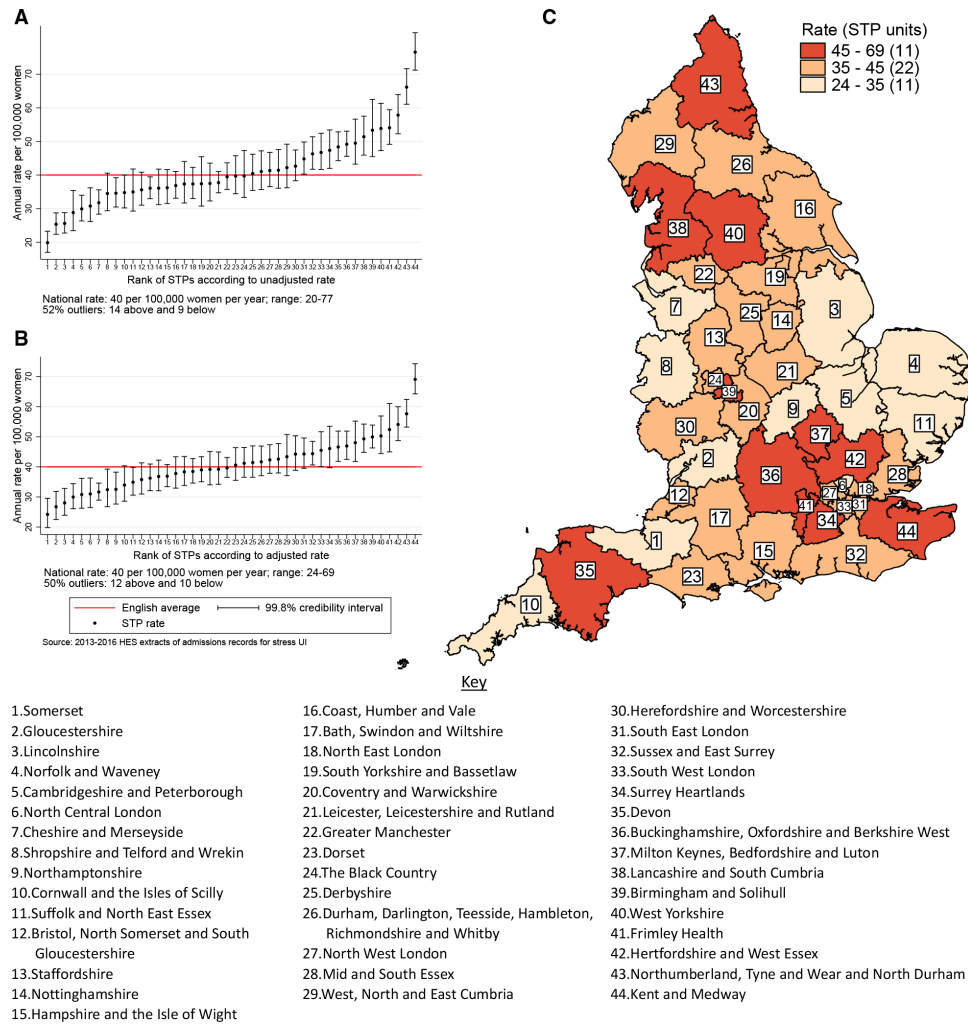 A
Annual rate per 100,000 women
70
60
50
40
30
20
1 2 3 4 5 6 7 8 9 10 11 12 13 14 15 16 17 18 19 20 21 22 23 24 25 26 27 28 29 30 31 32 33 34 35 36 37 38 39 40 41 42 43 44
Rank of STPs according to unadjusted rate
National rate: 40 per 100,000 women per year; range: 20-77
52% outliers: 14 above and 9 below
B
Annual rate per 100,000 women
70
60
50
40
30
20
1 2 3 4 5 6 7 8 9 10 11 12 13 14 15 16 17 18 19 20 21 22 23 24 25 26 27 28 29 30 31 32 33 34 35 36 37 38 39 40 41 42 43 44
Rank of STPs according to adjusted rate
National rate: 40 per 100,000 women per year; range: 24-69
50% outliers: 12 above and 10 below
English average
99.8% credibility interval
STP rate
Source: 2013-2016 HES extracts of admissions records for stress UI
C
Rate (STP units)
45 - 69 (11)
35 - 45 (22)
24 - 35 (11)
43
29
26
16
38
40
22
19
7
25
14
3
13
8
21
4
24
39
9
5
20
30
11
37
2
42
36
28
6
12
27
18
41
33
31
17
34
44
1
15
32
35
23
10
Key
1.Somerset
2.Gloucestershire
3.Lincolnshire
4.Norfolk and Waveney
5.Cambridgeshire and Peterborough
6.North Central London
7.Cheshire and Merseyside
8.Shropshire and Telford and Wrekin
9.Northamptonshire
10.Cornwall and the Isles of Scilly
11.Suffolk and North East Essex
12.Bristol, North Somerset and South
Gloucestershire
13.Staffordshire
14.Nottinghamshire
15.Hampshire and the Isle of Wight
16.Coast, Humber and Vale
17.Bath, Swindon and Wiltshire
18.North East London
19.South Yorkshire and Bassetlaw
20.Coventry and Warwickshire
21.Leicester, Leicestershire and Rutland
22.Greater Manchester
23.Dorset
24.The Black Country
25.Derbyshire
26.Durham, Darlington, Teesside, Hambleton,
Richmondshire and Whitby
27.North West London
28.Mid and South Essex
29.West, North and East Cumbria
30.Herefordshire and Worcestershire
31.South East London
32.Sussex and East Surrey
33.South West London
34.Surrey Heartlands
35.Devon
36.Buckinghamshire, Oxfordshire and Berkshire West
37.Milton Keynes, Bedfordshire and Luton
38.Lancashire and South Cumbria
39.Birmingham and Solihull
40.West Yorkshire
41.Frimley Health
42.Hertfordshire and West Essex
43.Northumberland, Tyne and Wear and North Durham
44.Kent and Medway